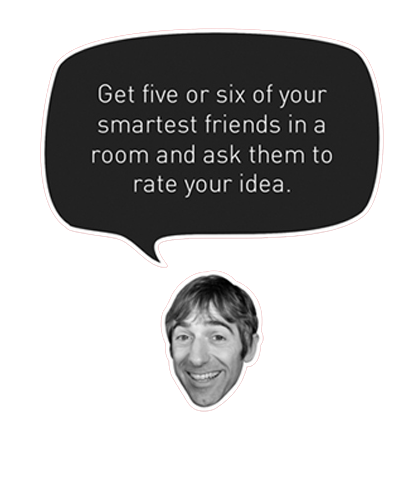 Get five or six of your
smartest friends in a
room and ask them to
rate your idea.